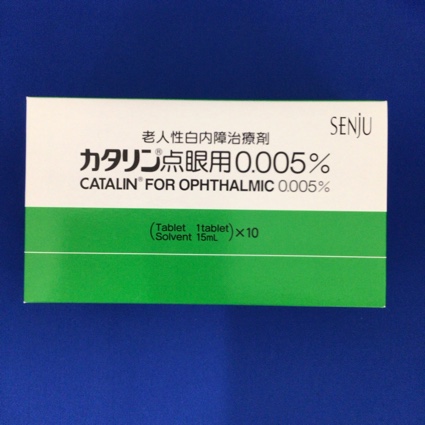 SENJU
老人性白内障治療剤
カタリン®点眼用0.005%
CATALIN® FOR OPHTHALMIC 0.005%
(Tablet 1tablet
Solvent 15mL)×10